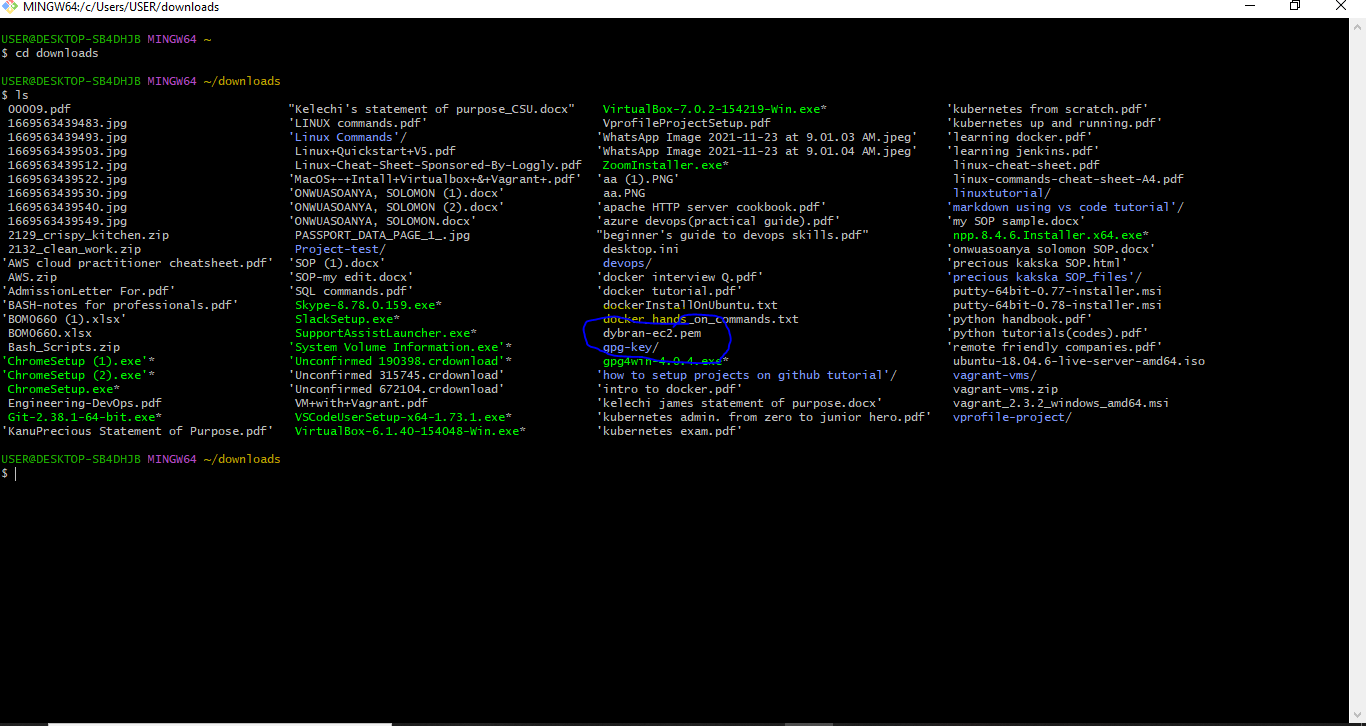 MINGW64:/c/Users/USER/downloads
USER@DESKTOP-SB4DHJB MINGW64 ~
$ cd downloads
USER@DESKTOP-SB4DHJB MINGW64 ~/downloads
$ ls
00009.pdf "Kelechi's statement of purpose_CSU.docx" VirtualBox-7.0.2-154219-Win.exe* 'kubernetes from scratch.pdf'
1669563439483.jpg 'LINUX commands.pdf' VprofileProjectSetup.pdf 'kubernetes up and running.pdf'
1669563439493.jpg 'Linux Commands'/ 'WhatsApp Image 2021-11-23 at 9.01.03 AM.jpeg' 'learning docker.pdf'
1669563439503.jpg Linux+Quickstart+V5.pdf 'WhatsApp Image 2021-11-23 at 9.01.04 AM.jpeg' 'learning jenkins.pdf'
1669563439512.jpg Linux-Cheat-Sheet-Sponsored-By-Loggly.pdf ZoomInstaller.exe* linux-cheat-sheet.pdf
1669563439522.jpg 'MacOS+-+Intall+Virtualbox+&+Vagrant+.pdf' 'aa (1).PNG' linux-commands-cheat-sheet-A4.pdf
1669563439530.jpg 'ONWUASOANYA, SOLOMON (1).docx' aa.PNG linuxtutorial/
1669563439540.jpg 'ONWUASOANYA, SOLOMON (2).docx' 'apache HTTP server cookbook.pdf' 'markdown using vs code tutorial'/
1669563439549.jpg 'ONWUASOANYA, SOLOMON.docx' 'azure devops(practical guide).pdf' 'my SOP sample.docx'
2129_crispy_kitchen.zip PASSPORT_DATA_PAGE_1_.jpg "beginner's guide to devops skills.pdf" npp.8.4.6.Installer.x64.exe*
2132_clean_work.zip Project-test/ desktop.ini 'onwuasoanya solomon SOP.docx'
'AWS cloud practitioner cheatsheet.pdf' 'SOP (1).docx' devops/ 'precious kakska SOP.html'
AWS.zip 'SOP-my edit.docx' 'docker interview Q.pdf' 'precious kakska SOP_files'/
'AdmissionLetter For.pdf' 'SQL commands.pdf' 'docker tutorial.pdf' putty-64bit-0.77-installer.msi
'BASH-notes for professionals.pdf' Skype-8.78.0.159.exe* dockerInstallOnUbuntu.txt putty-64bit-0.78-installer.msi
'BOM0660 (1).xlsx' SlackSetup.exe* docker_hands_on_commands.txt 'python handbook.pdf'
BOM0660.xlsx SupportAssistLauncher.exe* dybran-ec2.pem 'python tutorials(codes).pdf'
Bash_Scripts.zip 'System Volume Information.exe'* gpg-key/ 'remote friendly companies.pdf'
'ChromeSetup (1).exe'* 'Unconfirmed 190398.crdownload'* gpg4win-4.0.4.exe* ubuntu-18.04.6-live-server-amd64.iso
'ChromeSetup (2).exe'* 'Unconfirmed 315745.crdownload' 'how to setup projects on github tutorial'/ vagrant-vms/
ChromeSetup.exe* 'Unconfirmed 672104.crdownload' 'intro to docker.pdf' vagrant-vms.zip
Engineering-DevOps.pdf VM+with+Vagrant.pdf 'kelechi james statement of purpose.docx' vagrant_2.3.2_windows_amd64.msi
Git-2.38.1-64-bit.exe* VSCodeUserSetup-x64-1.73.1.exe* 'kubernetes admin. from zero to junior hero.pdf' vprofile-project/
'KanuPrecious Statement of Purpose.pdf' VirtualBox-6.1.40-154048-Win.exe* 'kubernetes exam.pdf'
USER@DESKTOP-SB4DHJB MINGW64 ~/downloads
$